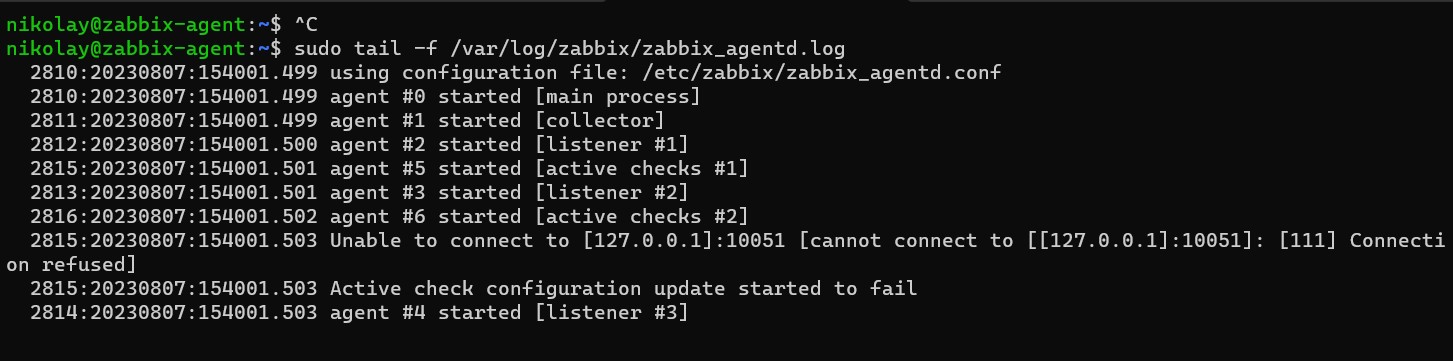 nikolay@zabbix-agent:~$ ^C
nikolay@zabbix-agent:~$ sudo tail -f /var/log/zabbix/zabbix_agentd.log
  2810:20230807:154001.499 using configuration file: /etc/zabbix/zabbix_agentd.conf
  2810:20230807:154001.499 agent #0 started [main process]
  2811:20230807:154001.499 agent #1 started [collector]
  2812:20230807:154001.500 agent #2 started [listener #1]
  2815:20230807:154001.501 agent #5 started [active checks #1]
  2813:20230807:154001.501 agent #3 started [listener #2]
  2816:20230807:154001.502 agent #6 started [active checks #2]
  2815:20230807:154001.503 Unable to connect to [127.0.0.1]:10051 [cannot connect to [[127.0.0.1]:10051]: [111] Connecti
on refused]
  2815:20230807:154001.503 Active check configuration update started to fail
  2814:20230807:154001.503 agent #4 started [listener #3]